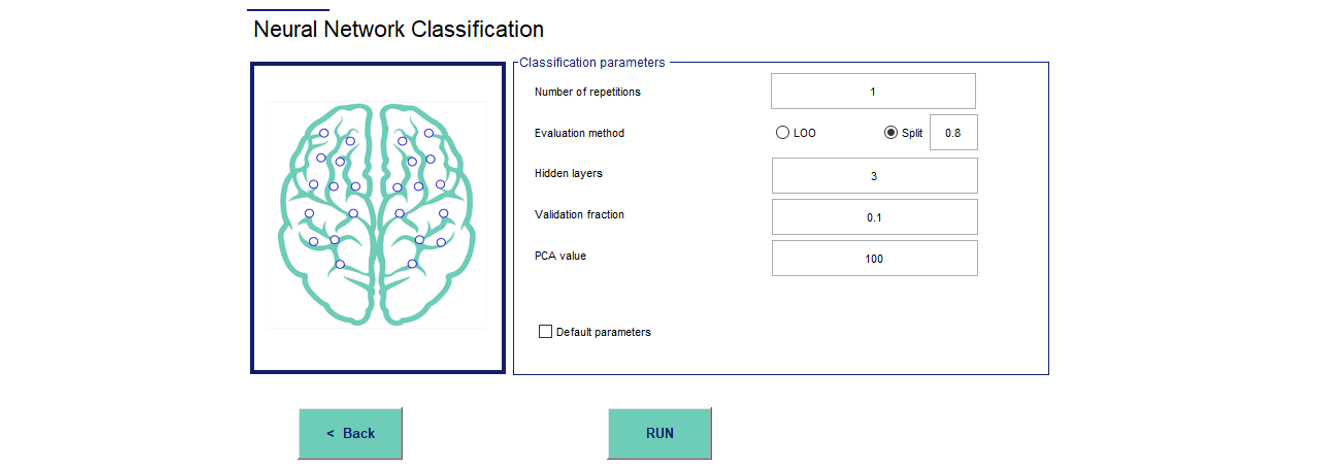 Neural Network Classification
Classification parameters
Number of repetitions 1
Evaluation method LOO Split 0.8
Hidden layers 3
Validation fraction 0.1
PCA value 100
Default parameters
< Back RUN